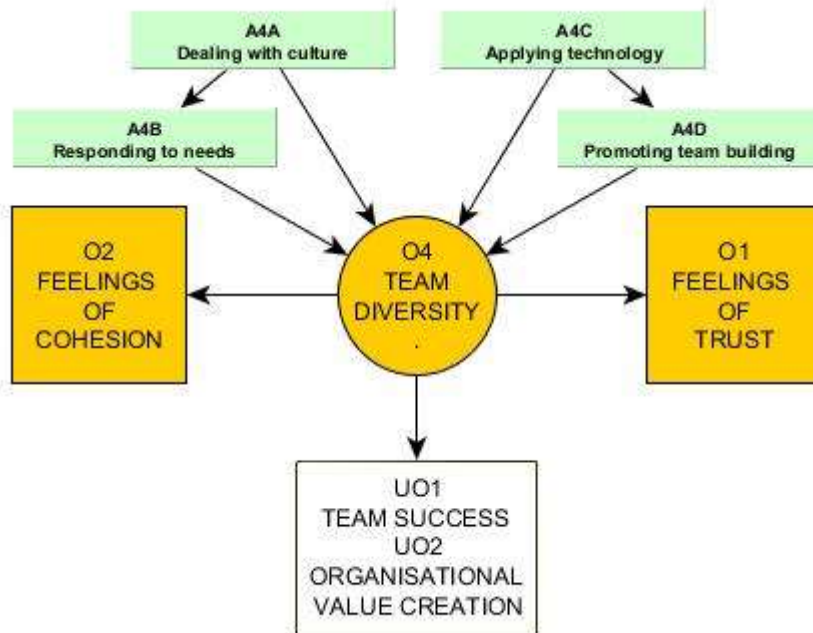 A4A
Dealing with culture
A4C
Applying technology
A4B
Responding to needs
A4D
Promoting team building
O2
FEELINGS
OF
COHESION
O4
TEAM
DIVERSITY
.
O1
FEELINGS
OF
TRUST
UO1
TEAM SUCCESS
UO2
ORGANISATIONAL
VALUE CREATION